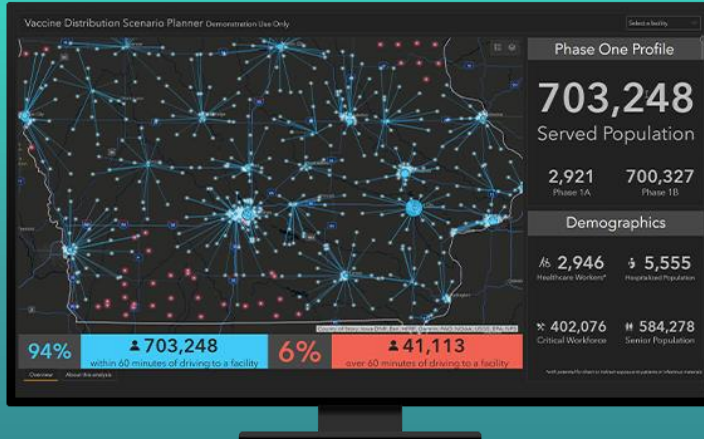 Vaccine Distribution Scenario Planner Demonstration Use Only
Select a facility
Phase One Profile
703,248
Served Population
2,921 700,327
Phase 1A Phase 1B
Demographics
2,946 5,555
Healthcare Workers* Hospitalized Population
402,076 584,278
Critical Workforce Senior Population
94%
703,248
within 60 minutes of driving to a facility
6%
41,113
over 60 minutes of driving to a facility
Overview About this analysis